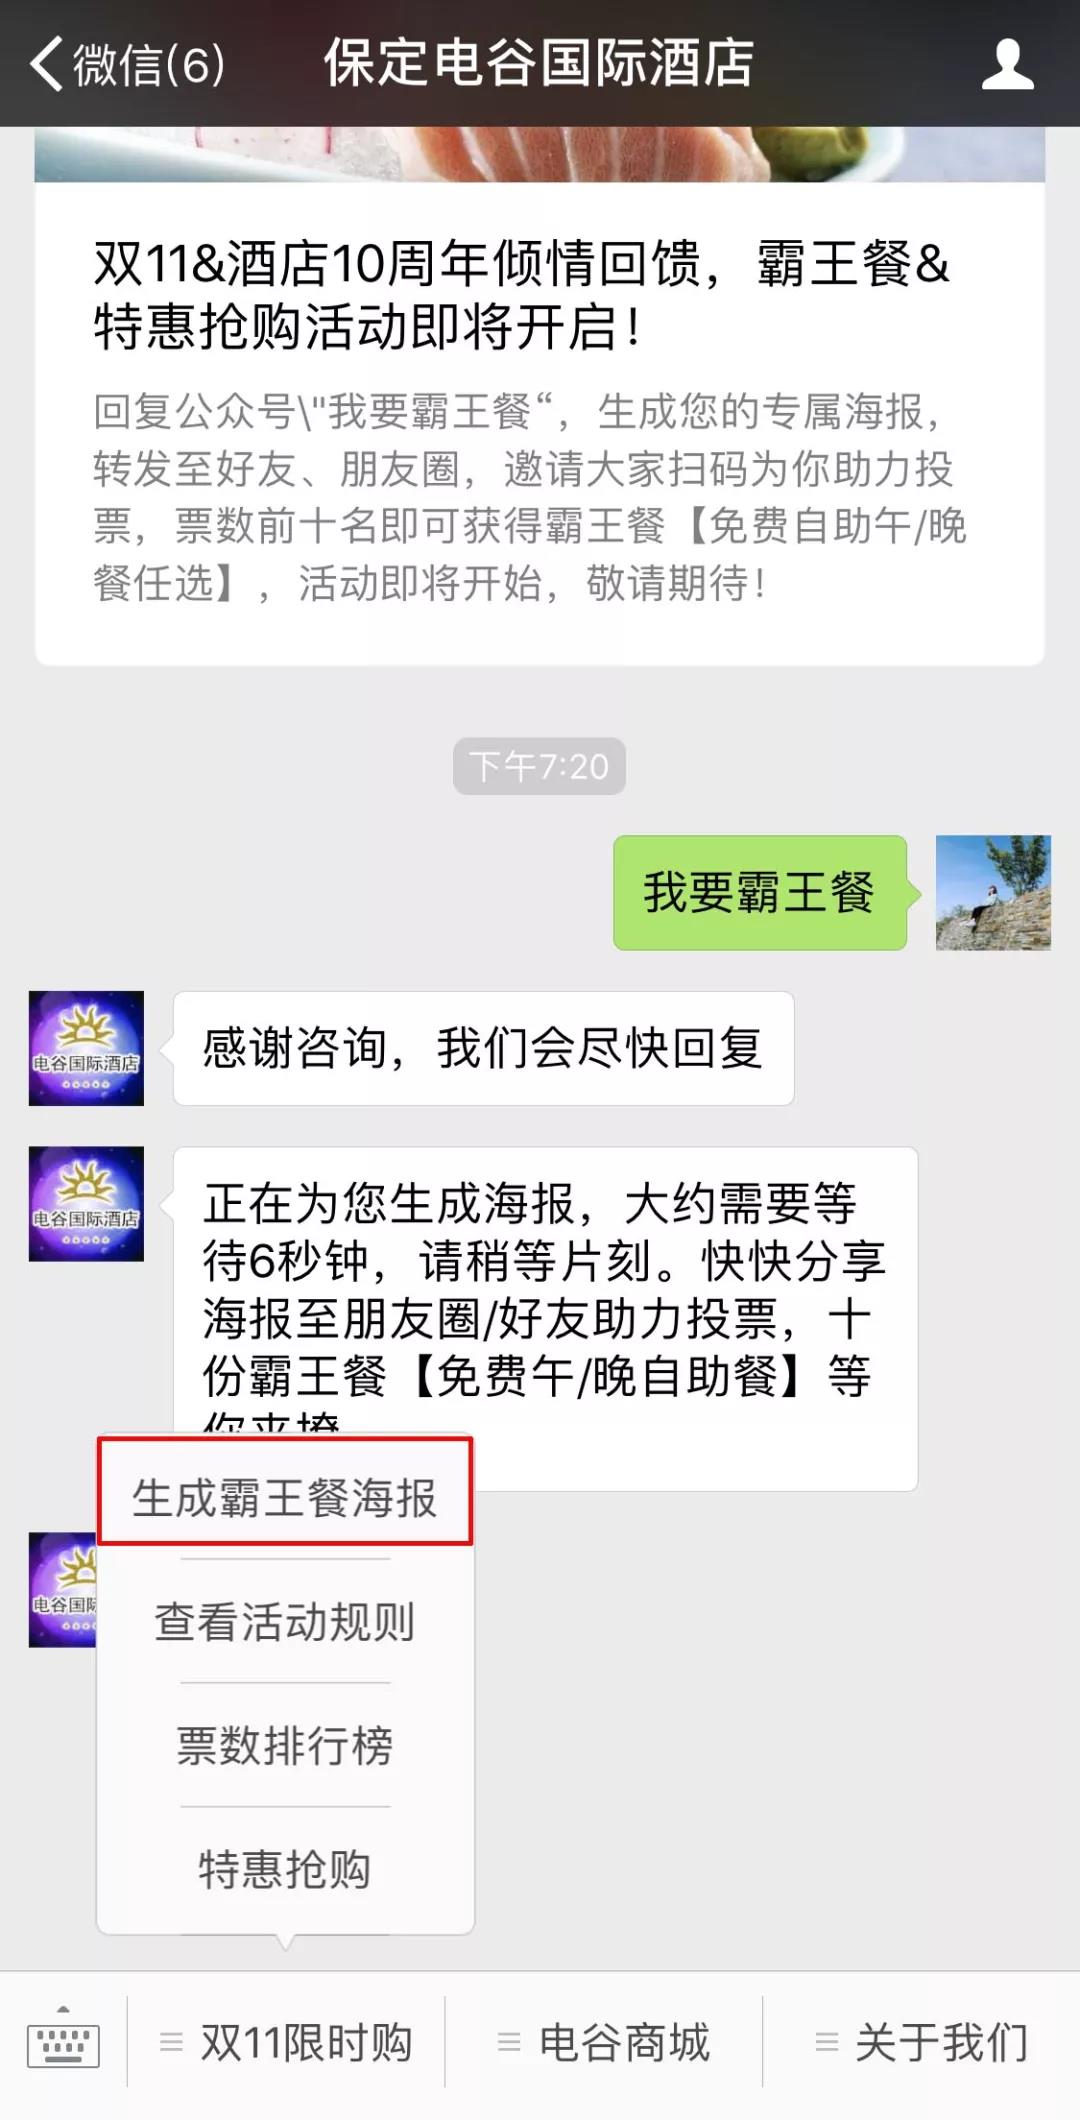 微信(6)
保定电谷国际酒店
双11&酒店10周年倾情回馈，霸王餐&
特惠抢购活动即将开启！
回复公众号\"我要霸王餐“，生成您的专属海报，
转发至好友、朋友圈，邀请大家扫码为你助力投
票，票数前十名即可获得霸王餐【免费自助午/晚
餐任选】，活动即将开始，敬请期待！
下午7:20
我要霸王餐
电谷国际酒店
感谢咨询，我们会尽快回复
电谷国际酒店
正在为您生成海报，大约需要等
待6秒钟，请稍等片刻。快快分享
海报至朋友圈/好友助力投票，十
份霸王餐【免费午/晚自助餐】等
你来撩
生成霸王餐海报
电谷国际
查看活动规则
票数排行榜
特惠抢购
双11限时购
电谷商城
关于我们